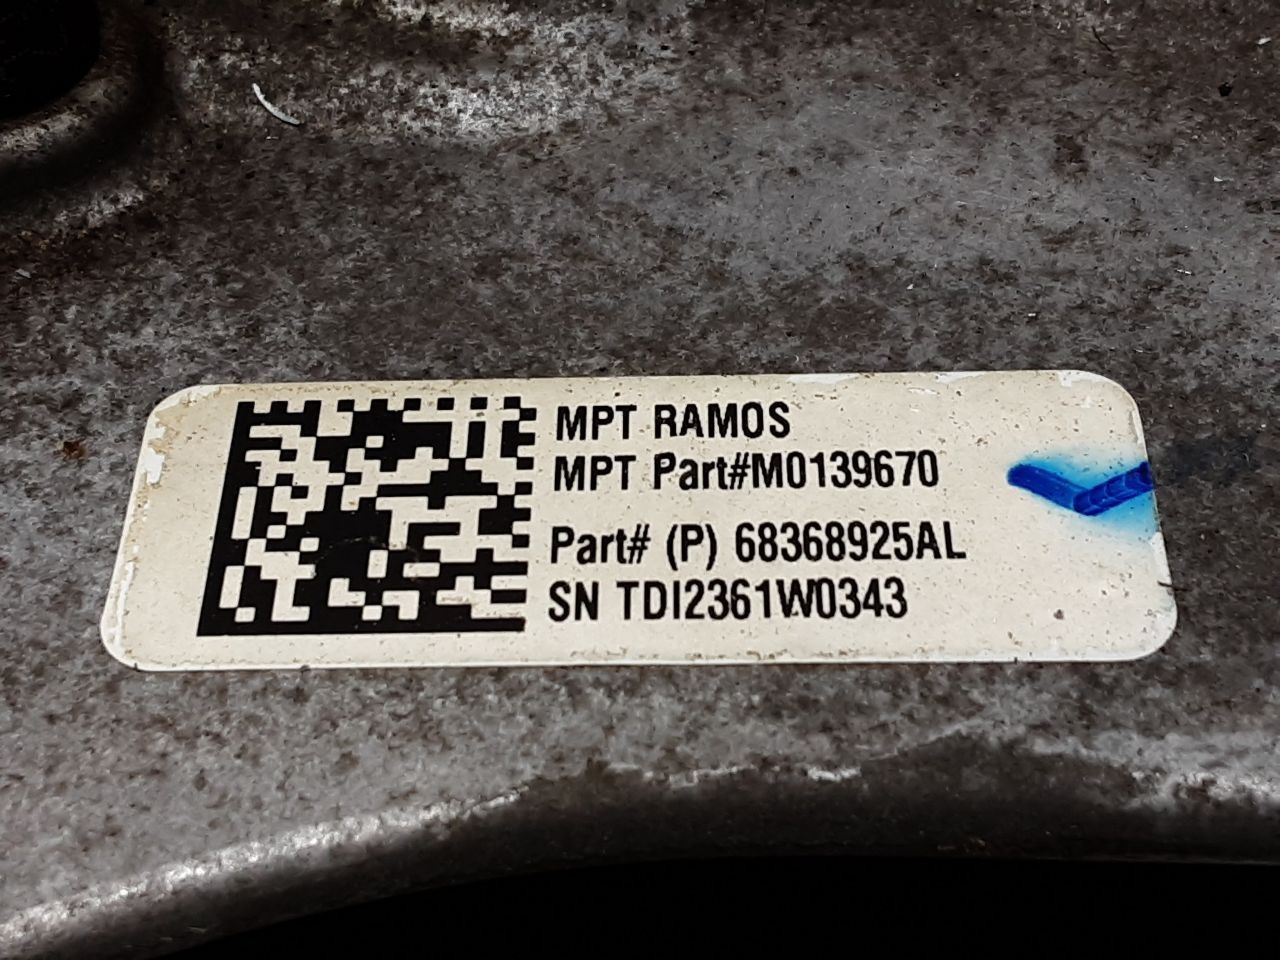 MPT RAMOS
MPT Part#M0139670
Part# (P) 68368925AL
SN TDI2361W0343